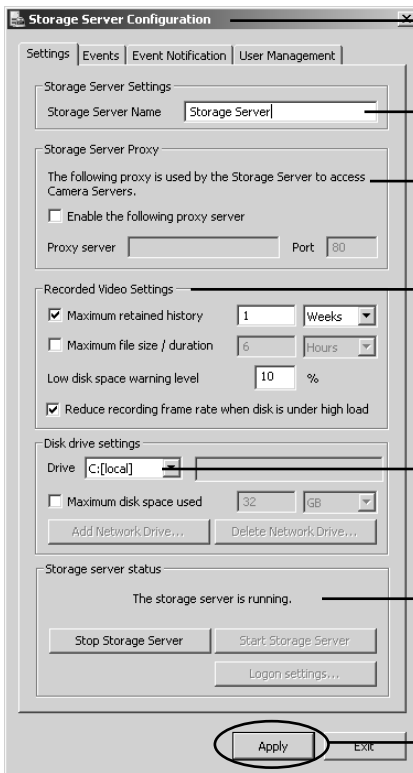 Storage Server Configuration
Settings Events Event Notification User Management
Storage Server Settings
Storage Server Name Storage Server
Storage Server Proxy
The following proxy is used by the Storage Server to access
Camera Servers.
Enable the following proxy server
Proxy server Port 80
Recorded Video Settings
Maximum retained history 1 Weeks
Maximum file size / duration 6 Hours
Low disk space warning level 10 %
Reduce recording frame rate when disk is under high load
Disk drive settings
Drive C:[local]
Maximum disk space used 32 GB
Add Network Drive... Delete Network Drive...
Storage server status
The storage server is running.
Stop Storage Server Start Storage Server
Logon settings...
Apply Exit